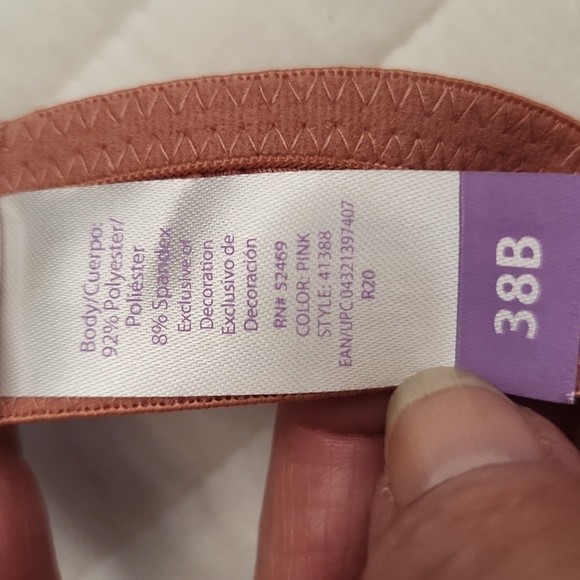 Body/Cuerpo:
92% Polyester/
Poliéster
8% Spandex
Exclusive of
Decoration
Exclusivo de
Decoración
RN# 52469
COLOR: PINK
STYLE: 41388
EAN/UPC.04321397407
R20
38B